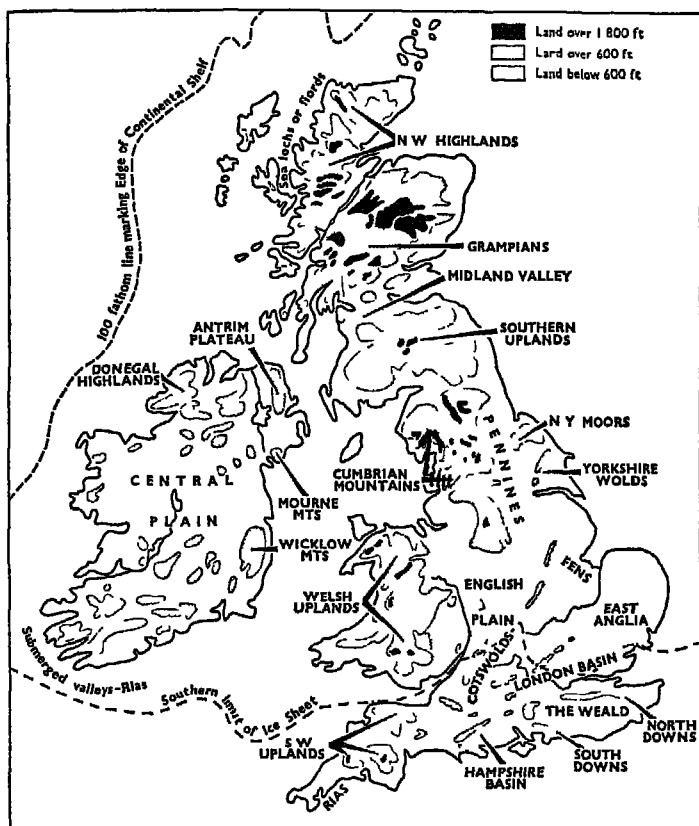 Land over 1 800 ft
Land over 600 ft
Land below 600 ft
100 fathom line marking Edge of Continental Shelf
Sea lochs or fiords
N W HIGHLANDS
GRAMPIANS
MIDLAND VALLEY
ANTRIM
PLATEAU
SOUTHERN
UPLANDS
DONEGAL
HIGHLANDS
PENNINES
N Y MOORS
CENTRAL
PLAIN
CUMBRIAN
MOUNTAINS
YORKSHIRE
WOLDS
MOURNE
MTS
WICKLOW
MTS
WELSH
UPLANDS
ENGLISH
PLAIN
FENS
EAST
ANGLIA
COTSWOLDS
LONDON BASIN
THE WEALD
NORTH
DOWNS
SOUTH
DOWNS
HAMPSHIRE
BASIN
Submerged valleys-Rias
Southern limit of Ice Sheet
S W
UPLANDS
RIAS